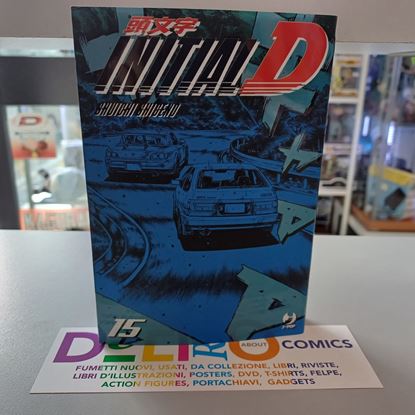 頭文字
INITIAL D
SHUICHI SHIGENO
15
J-POP
DELIRIO ABOUT COMICS
FUMETTI NUOVI, USATI, DA COLLEZIONE, LIBRI, RIVISTE,
LIBRI D'ILLUSTRAZIONI, POSTERS, DVD, T-SHIRTS, FELPE,
ACTION FIGURES, PORTACHIAVI, GADGETS